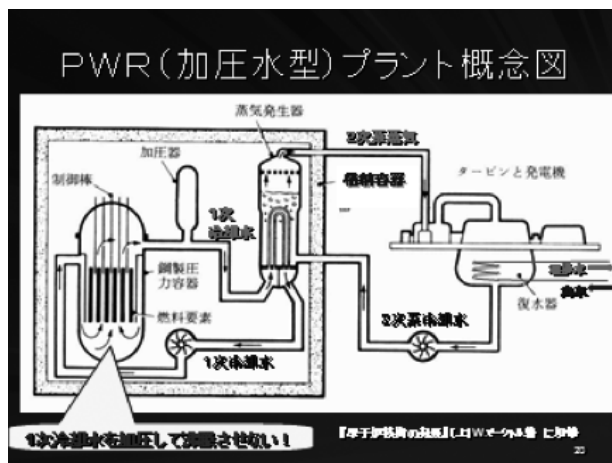 PWR(加圧水型)プラント概念図
蒸気発生器
2次系蒸気
加圧器
格納容器
タービンと発電機
制御棒
1次
冷却水
鋼製圧
力容器
復水器
燃料要素
2次系冷却水
1次冷却水
1次冷却水を加圧して沸騰させない!
20